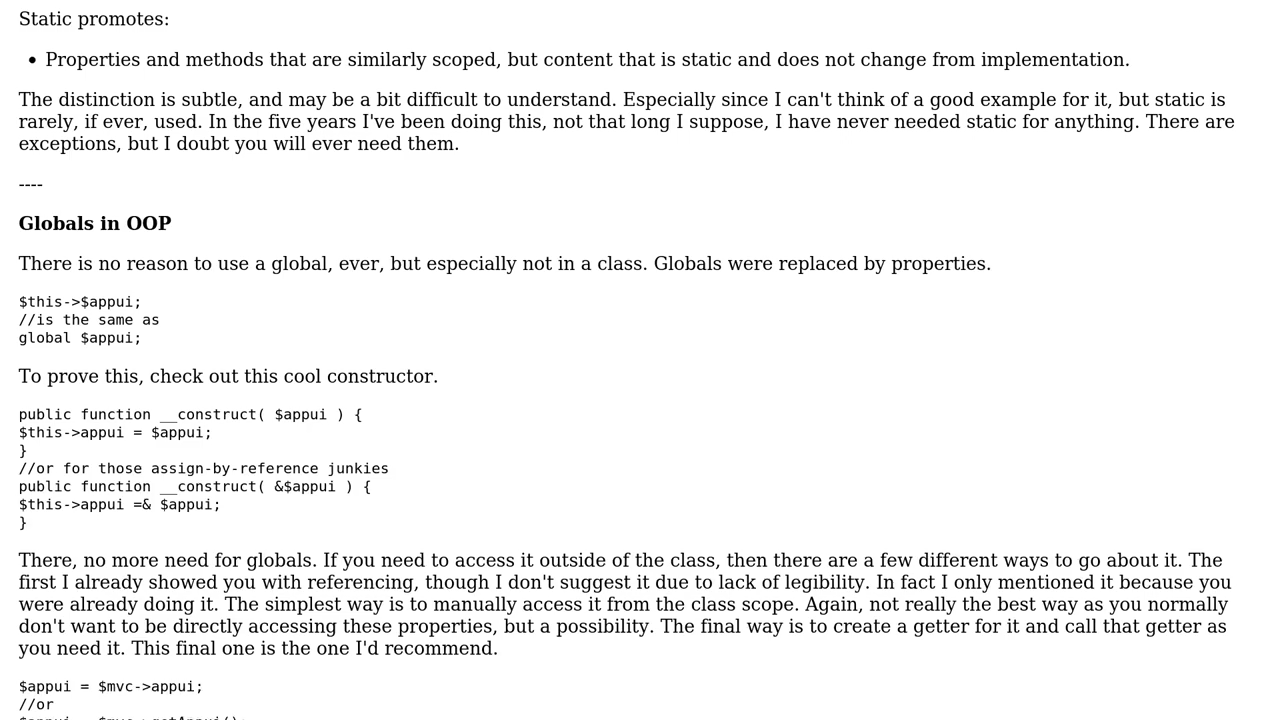 Static promotes:
• Properties and methods that are similarly scoped, but content that is static and does not change from implementation.
The distinction is subtle, and may be a bit difficult to understand. Especially since I can't think of a good example for it, but static is
rarely, if ever, used. In the five years I've been doing this, not that long I suppose, I have never needed static for anything. There are
exceptions, but I doubt you will ever need them.
----
Globals in OOP
There is no reason to use a global, ever, but especially not in a class. Globals were replaced by properties.
$this->$appui;
//is the same as
global $appui;
To prove this, check out this cool constructor.
public function __construct( $appui ) {
$this->appui = $appui;
}
//or for those assign-by-reference junkies
public function __construct( &$appui ) {
$this->appui =& $appui;
}
There, no more need for globals. If you need to access it outside of the class, then there are a few different ways to go about it. The
first I already showed you with referencing, though I don't suggest it due to lack of legibility. In fact I only mentioned it because you
were already doing it. The simplest way is to manually access it from the class scope. Again, not really the best way as you normally
don't want to be directly accessing these properties, but a possibility. The final way is to create a getter for it and call that getter as
you need it. This final one is the one I'd recommend.
$appui = $mvc->appui;
//or